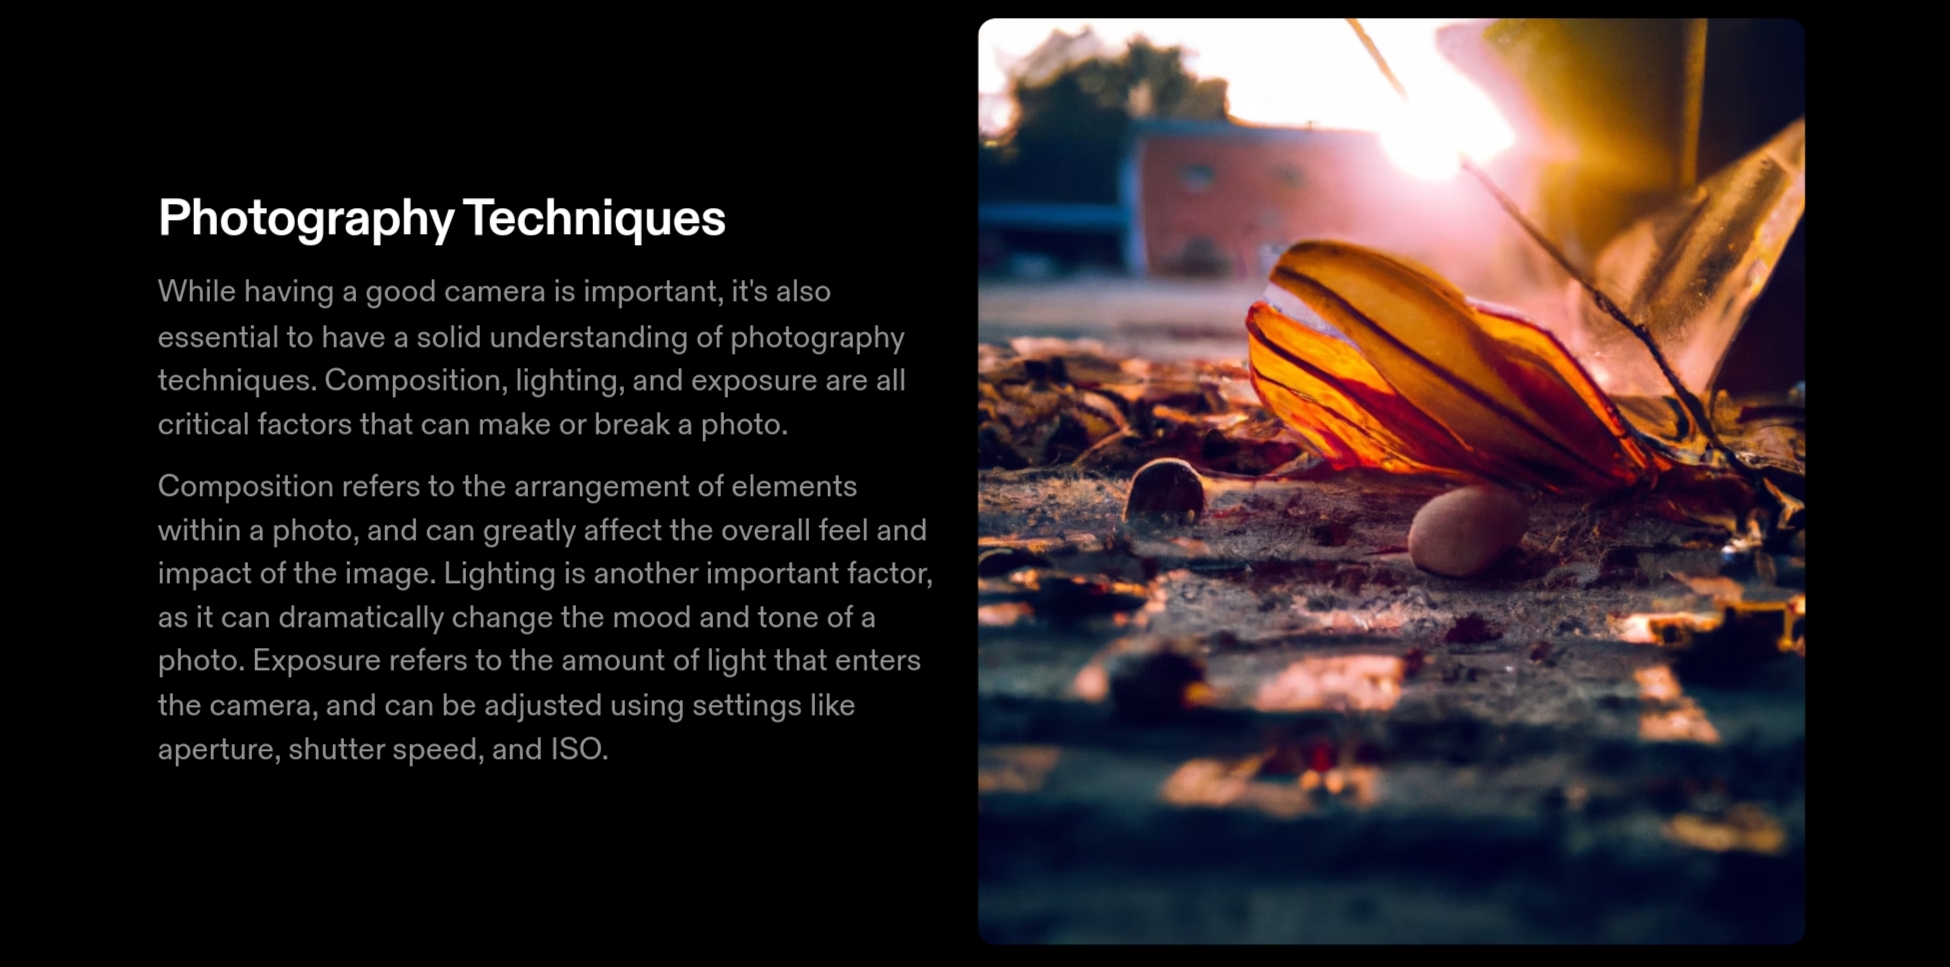 Photography Techniques
While having a good camera is important, it's also
essential to have a solid understanding of photography
techniques. Composition, lighting, and exposure are all
critical factors that can make or break a photo.
Composition refers to the arrangement of elements
within a photo, and can greatly affect the overall feel and
impact of the image. Lighting is another important factor,
as it can dramatically change the mood and tone of a
photo. Exposure refers to the amount of light that enters
the camera, and can be adjusted using settings like
aperture, shutter speed, and ISO.